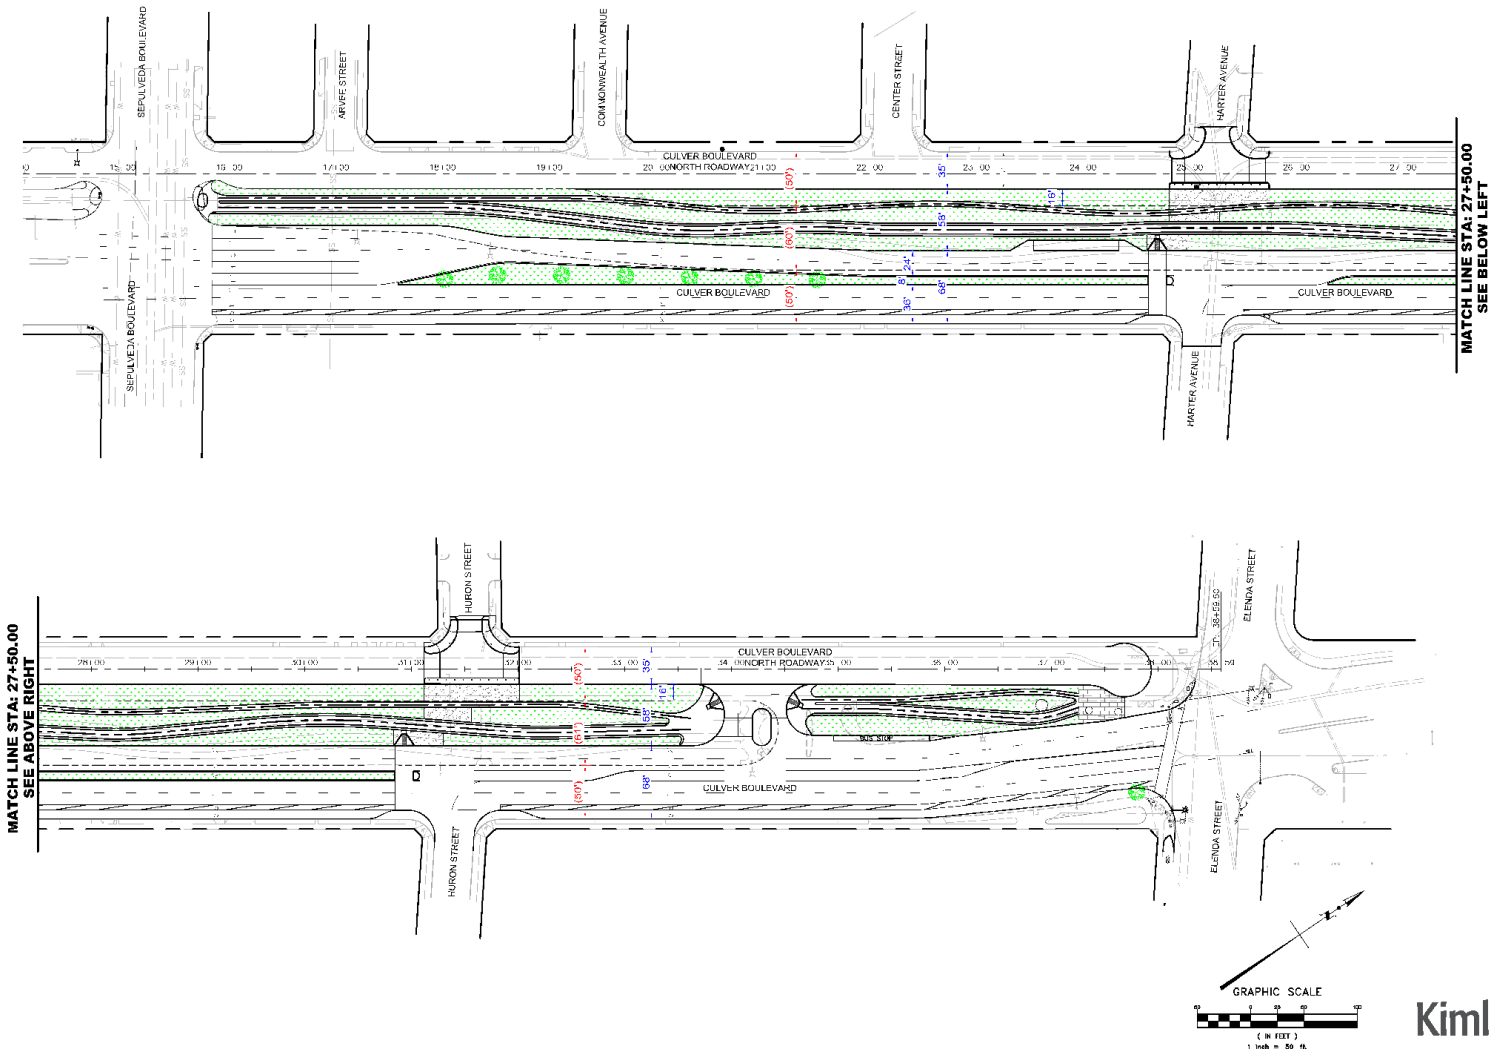 SEPULVEDA BOULEVARD
ARVEE STREET
COMMONWEALTH AVENUE
CENTER STREET
HARTER AVENUE
CULVER BOULEVARD
NORTH ROADWAY
17+00
18+00
19+00
20+00
21+00
22+00
23+00
24+00
25+00
26+00
27+00
(50')
35'
16'
58'
(60')
24'
8'
68'
36'
(50')
CULVER BOULEVARD
CULVER BOULEVARD
SEPULVEDA BOULEVARD
HARTER AVENUE
MATCH LINE STA: 27+50.00
SEE BELOW LEFT
MATCH LINE STA: 27+50.00
SEE ABOVE RIGHT
HURON STREET
ELENDA STREET
CULVER BOULEVARD
NORTH ROADWAY
28+00
29+00
30+00
31+00
32+00
33+00
34+00
35+00
36+00
37+00
38+00
(50')
35'
16'
58'
(61')
68'
(50')
BUS STOP
CULVER BOULEVARD
HURON STREET
ELENDA STREET
GRAPHIC SCALE
( IN FEET )
1 inch = 50 ft.
Kiml